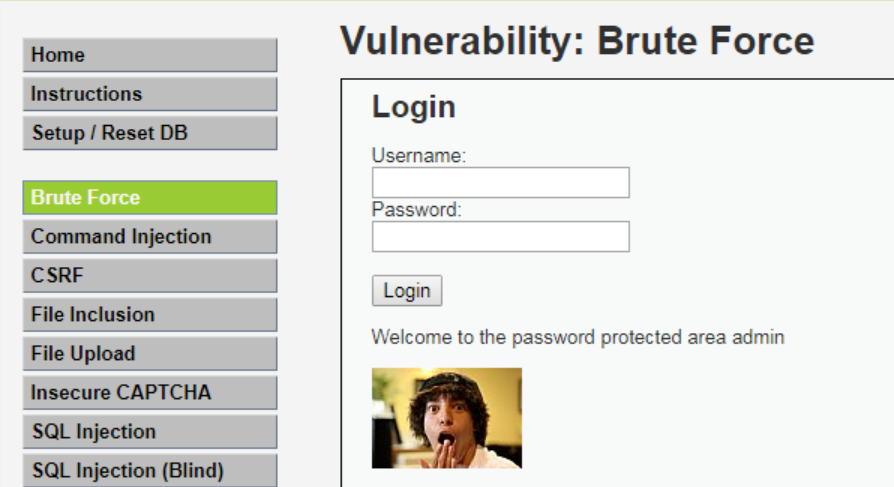 Home
Instructions
Setup / Reset DB
Brute Force
Command Injection
CSRF
File Inclusion
File Upload
Insecure CAPTCHA
SQL Injection
SQL Injection (Blind)
Vulnerability: Brute Force
Login
Username:
Password:
Login
Welcome to the password protected area admin